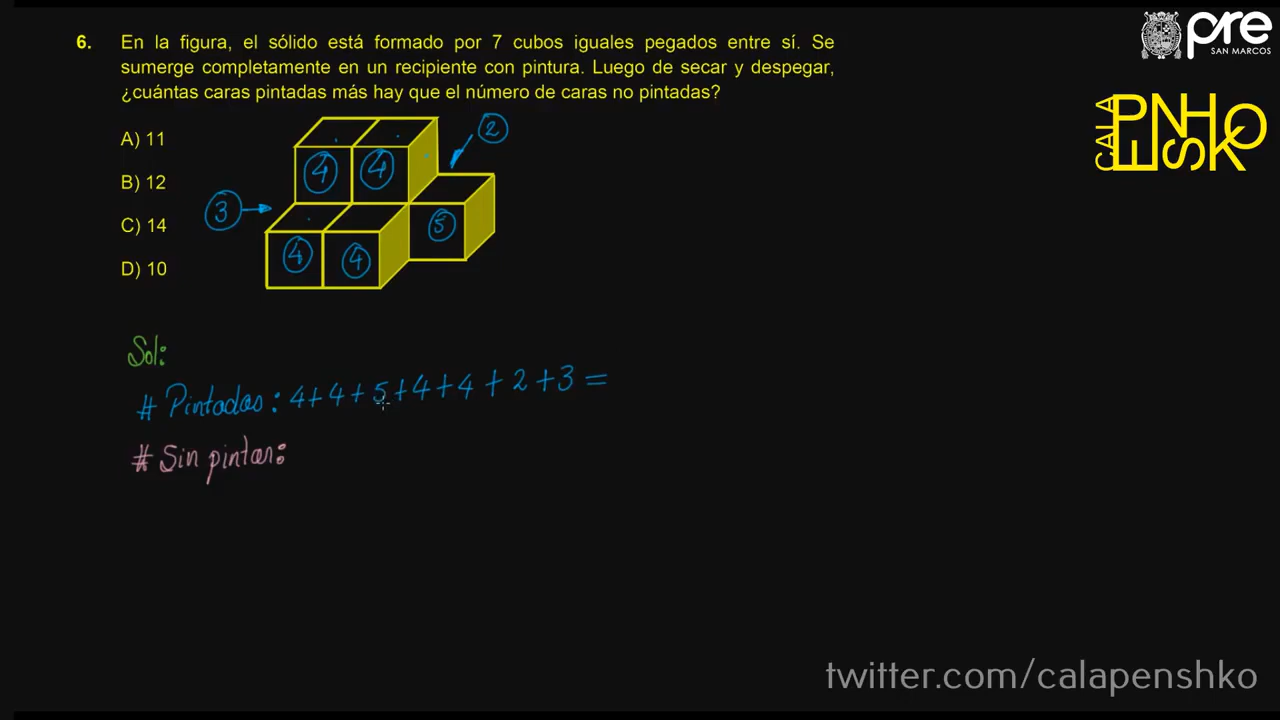 6. En la figura, el sólido está formado por 7 cubos iguales pegados entre sí. Se
sumerge completamente en un recipiente con pintura. Luego de secar y despegar,
¿cuántas caras pintadas más hay que el número de caras no pintadas?
A) 11
B) 12
C) 14
D) 10
2
4 4
3
5
4 4
Sol:
# Pintadas: 4+4+5+4+4+2+3=
# Sin pintar:
pre
SAN MARCOS
CALA
PENSHKO
twitter.com/calapenshko